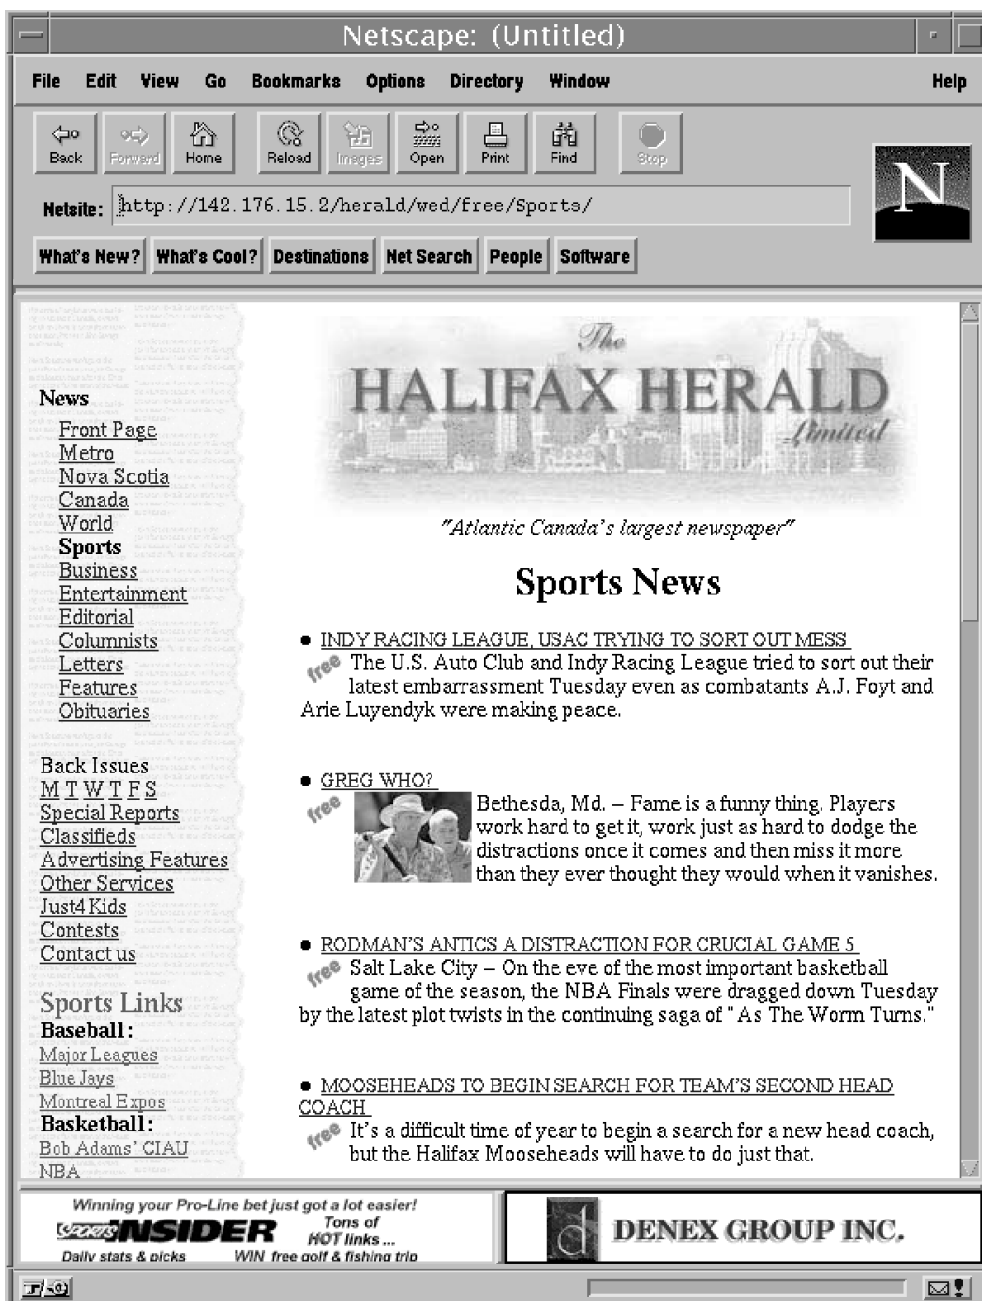 Netscape: (Untitled)
File Edit View Go Bookmarks Options Directory Window Help
Back Forward Home Reload Images Open Print Find Stop
N
Netsite: http://142.176.15.2/herald/wed/free/Sports/
What's New? What's Cool? Destinations Net Search People Software
News
Front Page
Metro
Nova Scotia
Canada
World
Sports
Business
Entertainment
Editorial
Columnists
Letters
Features
Obituaries
Back Issues
M T W T F S
Special Reports
Classifieds
Advertising Features
Other Services
Just4Kids
Contests
Contact us
Sports Links
Baseball:
Major Leagues
Blue Jays
Montreal Expos
Basketball:
Bob Adams' CIAU
NBA
The
HALIFAX HERALD
Limited
"Atlantic Canada's largest newspaper"
Sports News
● INDY RACING LEAGUE, USAC TRYING TO SORT OUT MESS
free The U.S. Auto Club and Indy Racing League tried to sort out their
latest embarrassment Tuesday even as combatants A.J. Foyt and
Arie Luyendyk were making peace.
● GREG WHO?
free Bethesda, Md. – Fame is a funny thing. Players
work hard to get it, work just as hard to dodge the
distractions once it comes and then miss it more
than they ever thought they would when it vanishes.
● RODMAN'S ANTICS A DISTRACTION FOR CRUCIAL GAME 5
free Salt Lake City – On the eve of the most important basketball
game of the season, the NBA Finals were dragged down Tuesday
by the latest plot twists in the continuing saga of "As The Worm Turns."
● MOOSEHEADS TO BEGIN SEARCH FOR TEAM'S SECOND HEAD
COACH
free It's a difficult time of year to begin a search for a new head coach,
but the Halifax Mooseheads will have to do just that.
Winning your Pro-Line bet just got a lot easier!
SPORTS INSIDER Tons of
HOT links ...
Daily stats & picks WIN free golf & fishing trip
d DENEX GROUP INC.